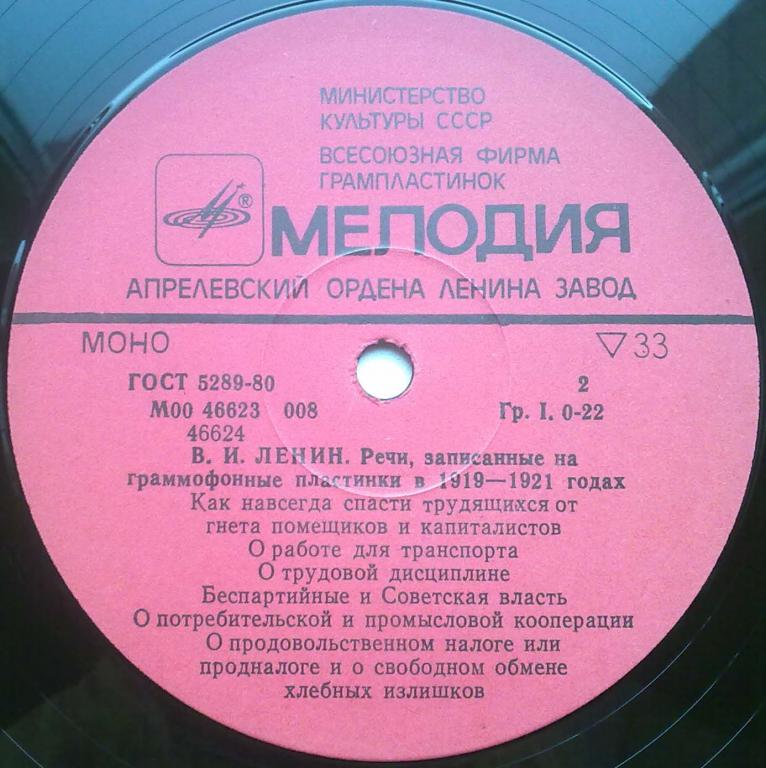 МИНИСТЕРСТВО
КУЛЬТУРЫ СССР
ВСЕСОЮЗНАЯ ФИРМА
ГРАМПЛАСТИНОК
®
МЕЛОДИЯ
АПРЕЛЕВСКИЙ ОРДЕНА ЛЕНИНА ЗАВОД
МОНО ▽33
ГОСТ 5289-80 2
М00 46623 008 Гр. I. 0-22
46624
В. И. ЛЕНИН. Речи, записанные на
граммофонные пластинки в 1919—1921 годах
Как навсегда спасти трудящихся от
гнета помещиков и капиталистов
О работе для транспорта
О трудовой дисциплине
Беспартийные и Советская власть
О потребительской и промысловой кооперации
О продовольственном налоге или
продналоге и о свободном обмене
хлебных излишков